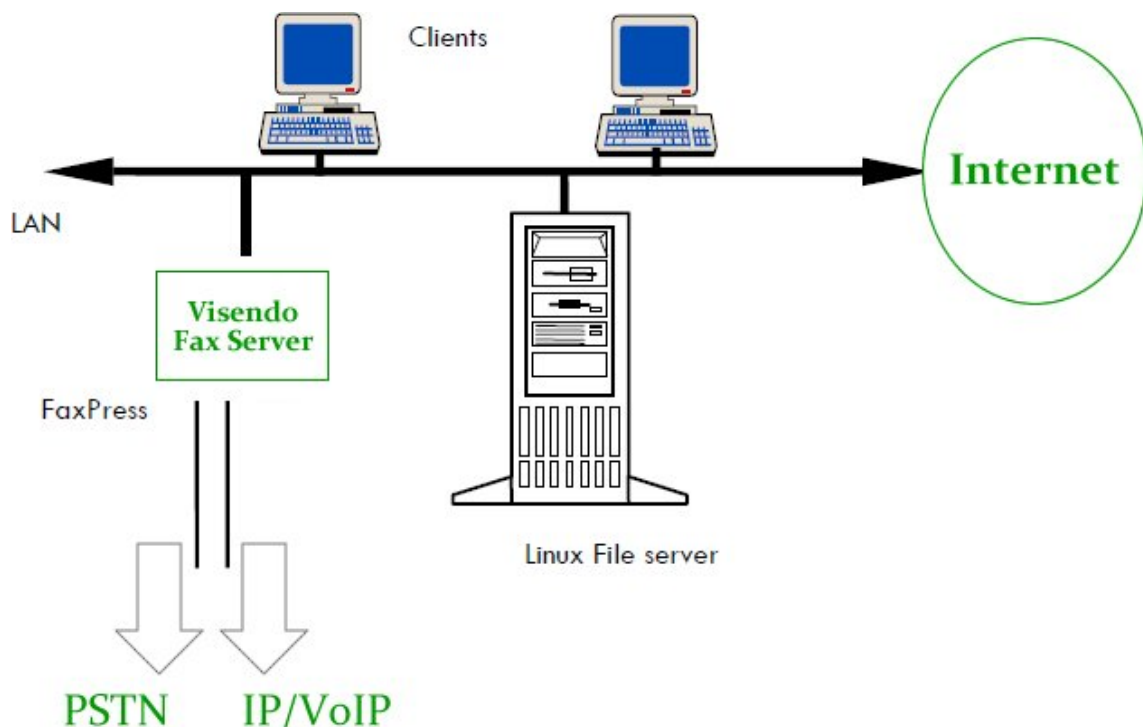 Clients
Internet
LAN
Visendo
Fax Server
FaxPress
Linux File server
PSTN
IP/VoIP